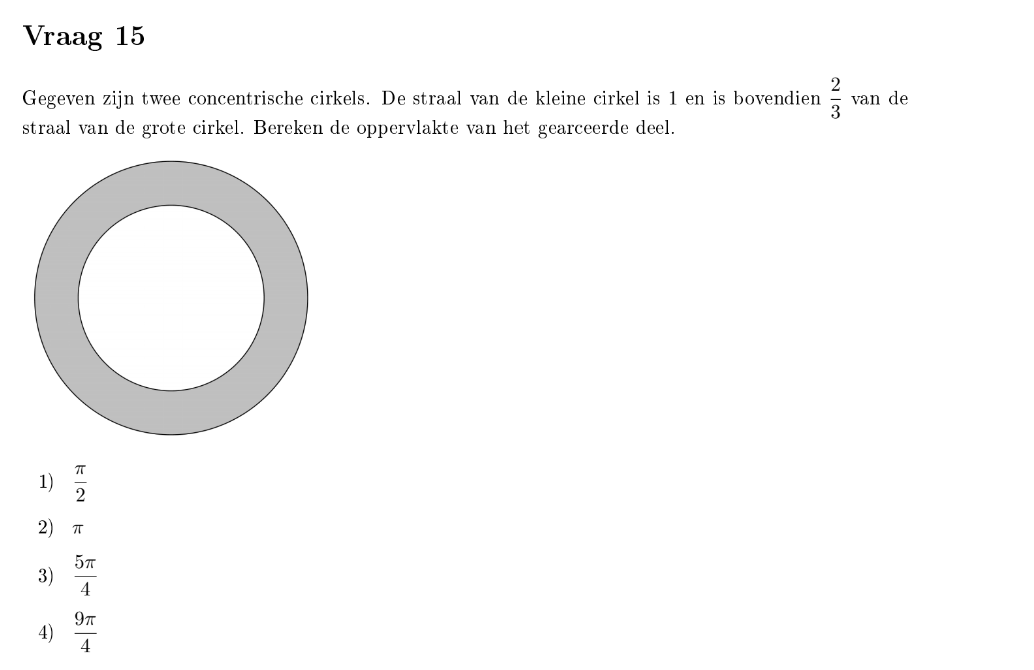 Vraag 15
Gegeven zijn twee concentrische cirkels. De straal van de kleine cirkel is 1 en is bovendien $\frac{2}{3}$ van de
straal van de grote cirkel. Bereken de oppervlakte van het gearceerde deel.
1) $\frac{\pi}{2}$
2) $\pi$
3) $\frac{5\pi}{4}$
4) $\frac{9\pi}{4}$